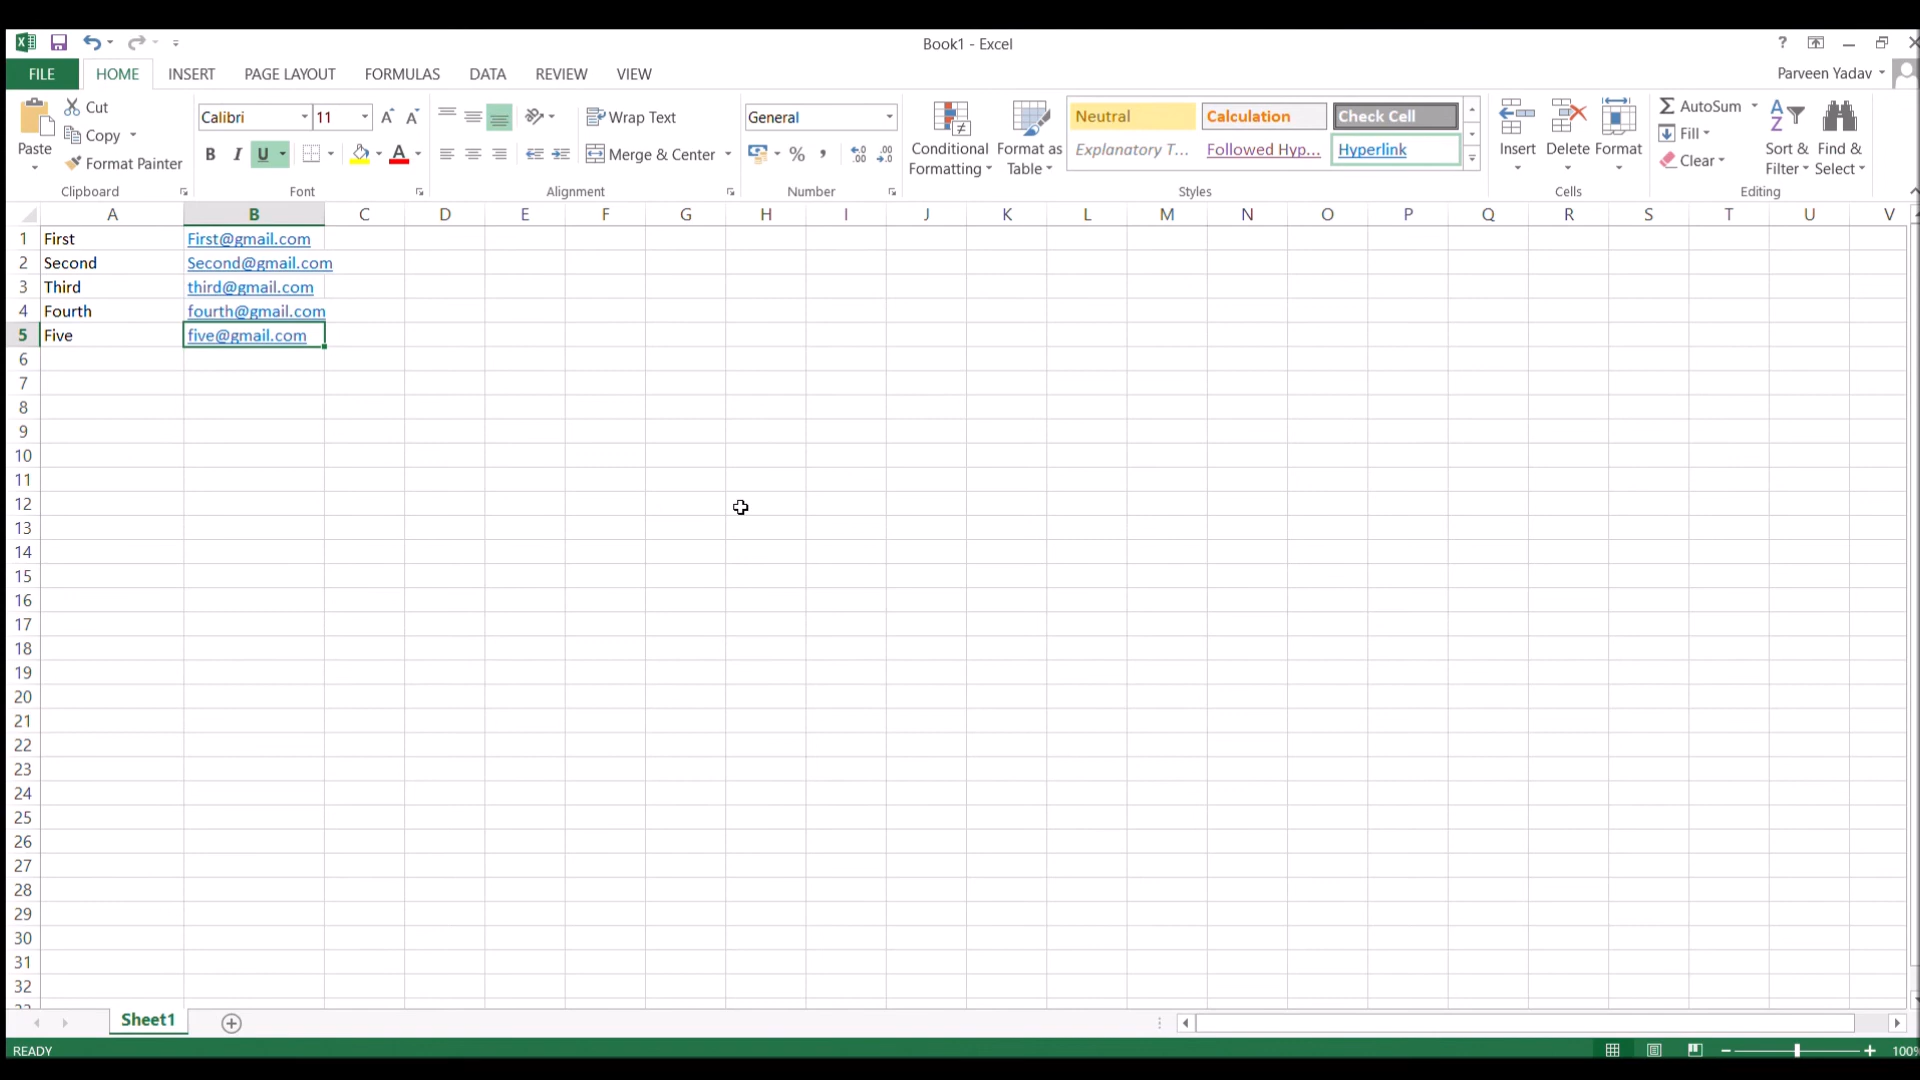 Book1 - Excel
?
FILE HOME INSERT PAGE LAYOUT FORMULAS DATA REVIEW VIEW Parveen Yadav
Cut Calibri 11 Wrap Text General Neutral Calculation Check Cell AutoSum
Copy Fill
Paste B I U Merge & Center % Conditional Format as Explanatory T... Followed Hyp... Hyperlink Insert Delete Format Sort & Find &
Format Painter Formatting Table Clear Filter Select
Clipboard Font Alignment Number Styles Cells Editing
A B C D E F G H I J K L M N O P Q R S T U V
1 First First@gmail.com
2 Second Second@gmail.com
3 Third third@gmail.com
4 Fourth fourth@gmail.com
5 Five five@gmail.com
6
7
8
9
10
11
12
13
14
15
16
17
18
19
20
21
22
23
24
25
26
27
28
29
30
31
32
Sheet1
READY 100%